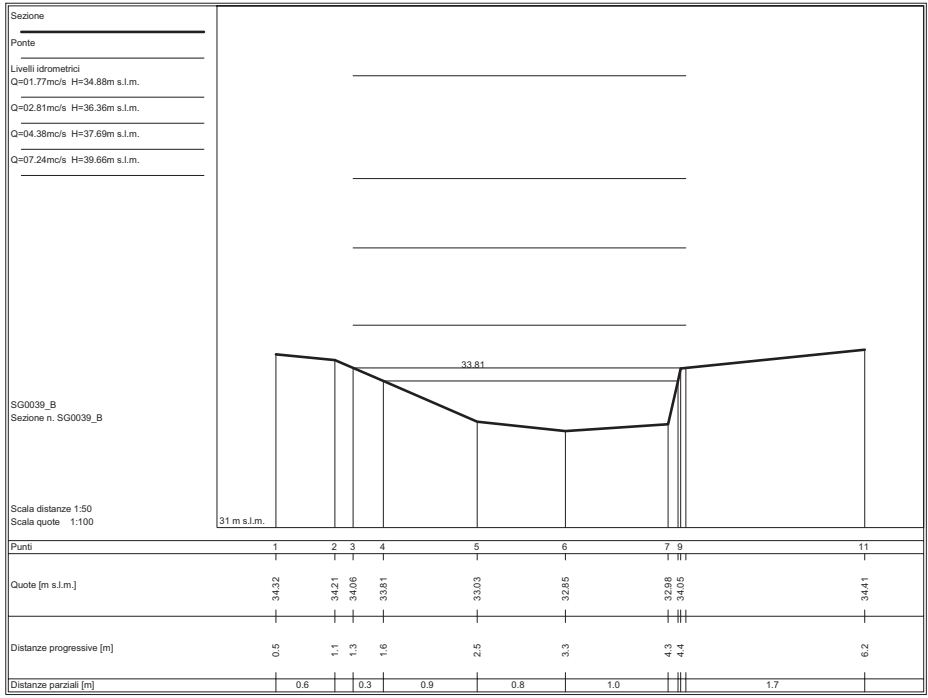 Sezione
Ponte
Livelli idrometrici
Q=01.77mc/s H=34.88m s.l.m.
Q=02.81mc/s H=36.36m s.l.m.
Q=04.38mc/s H=37.69m s.l.m.
Q=07.24mc/s H=39.66m s.l.m.
33.81
SG0039_B
Sezione n. SG0039_B
Scala distanze 1:50
Scala quote 1:100
31 m s.l.m.
Punti 1 2 3 4 5 6 7 9 11
Quote [m s.l.m.] 34.32 34.21 34.06 33.81 33.03 32.85 32.98 34.05 34.41
Distanze progressive [m] 0.5 1.1 1.3 1.6 2.5 3.3 4.3 4.4 6.2
Distanze parziali [m] 0.6 0.3 0.9 0.8 1.0 1.7